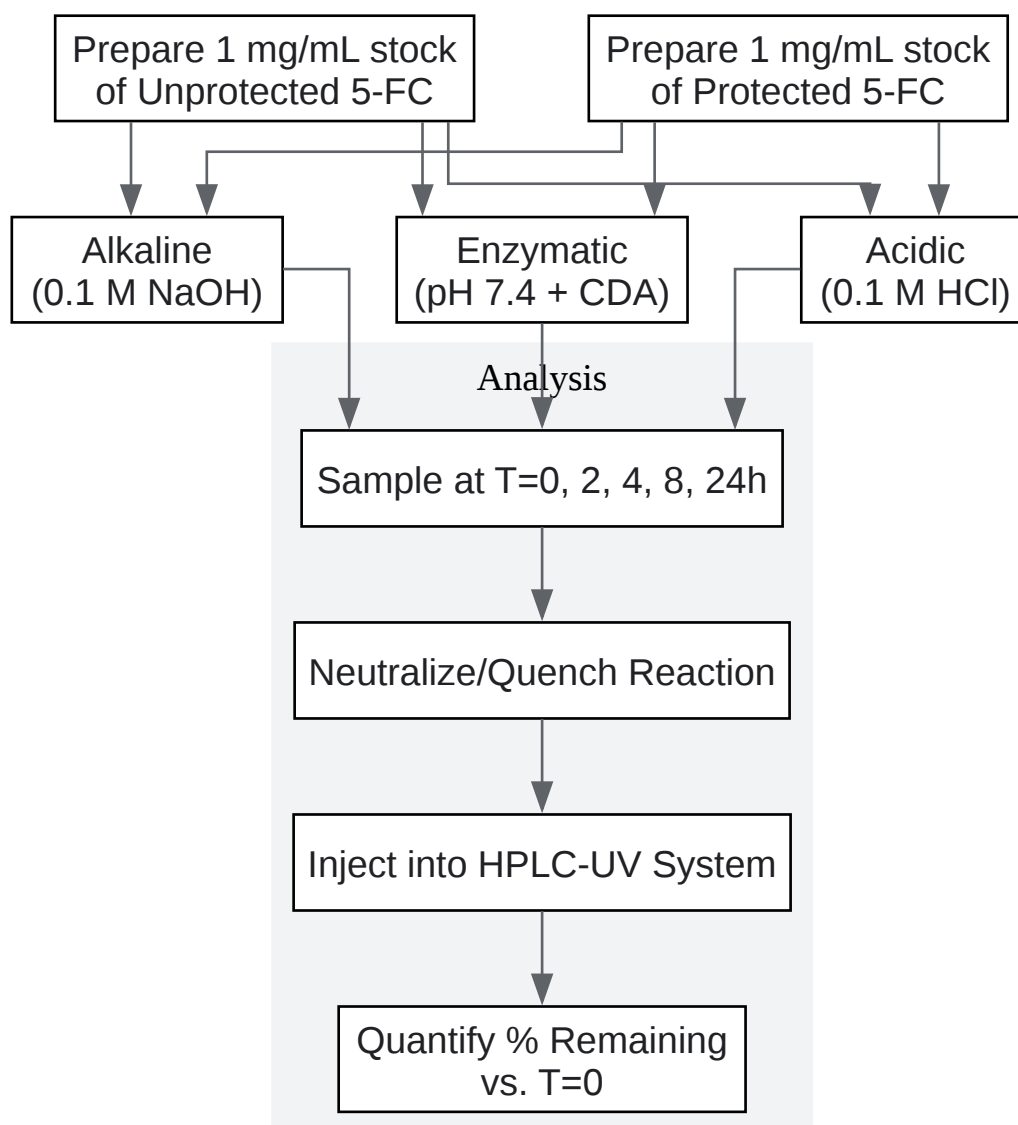 Prepare 1 mg/mL stock
of Unprotected 5-FC
Prepare 1 mg/mL stock
of Protected 5-FC
Alkaline
(0.1 M NaOH)
Enzymatic
(pH 7.4 + CDA)
Acidic
(0.1 M HCl)
Analysis
Sample at T=0, 2, 4, 8, 24h
Neutralize/Quench Reaction
Inject into HPLC-UV System
Quantify % Remaining
vs. T=0